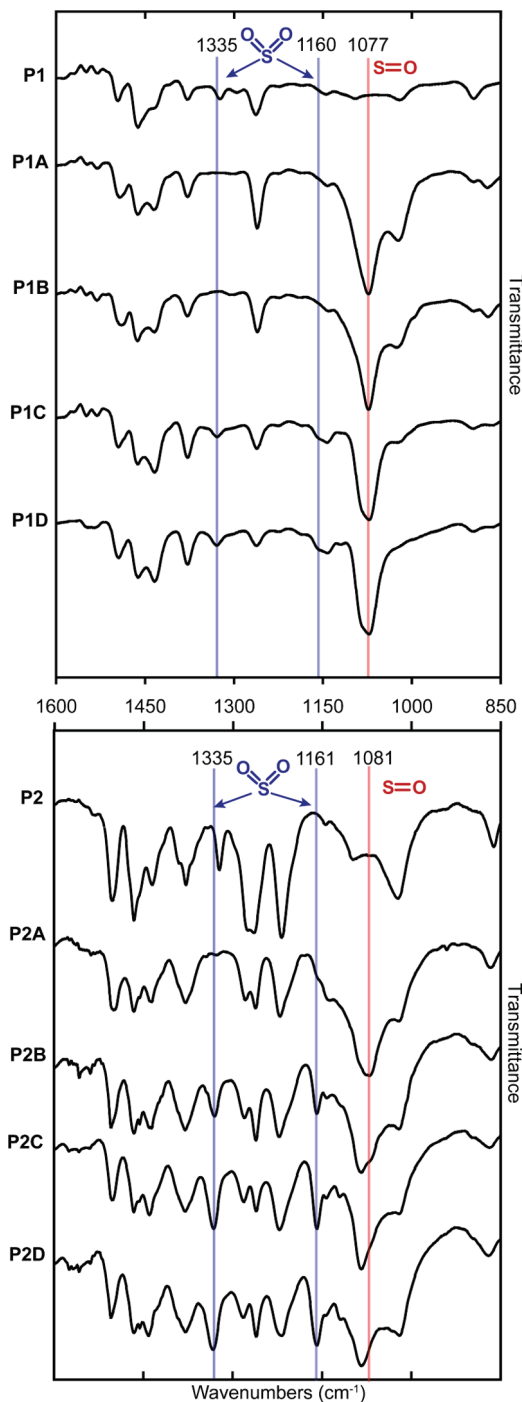 O O
S
1335 1160 1077
S=O
P1
P1A
P1B
P1C
P1D
Transmittance
1600 1450 1300 1150 1000 850
1335 1161 1081
O O
S
S=O
P2
P2A
P2B
P2C
P2D
Transmittance
Wavenumbers (cm⁻¹)